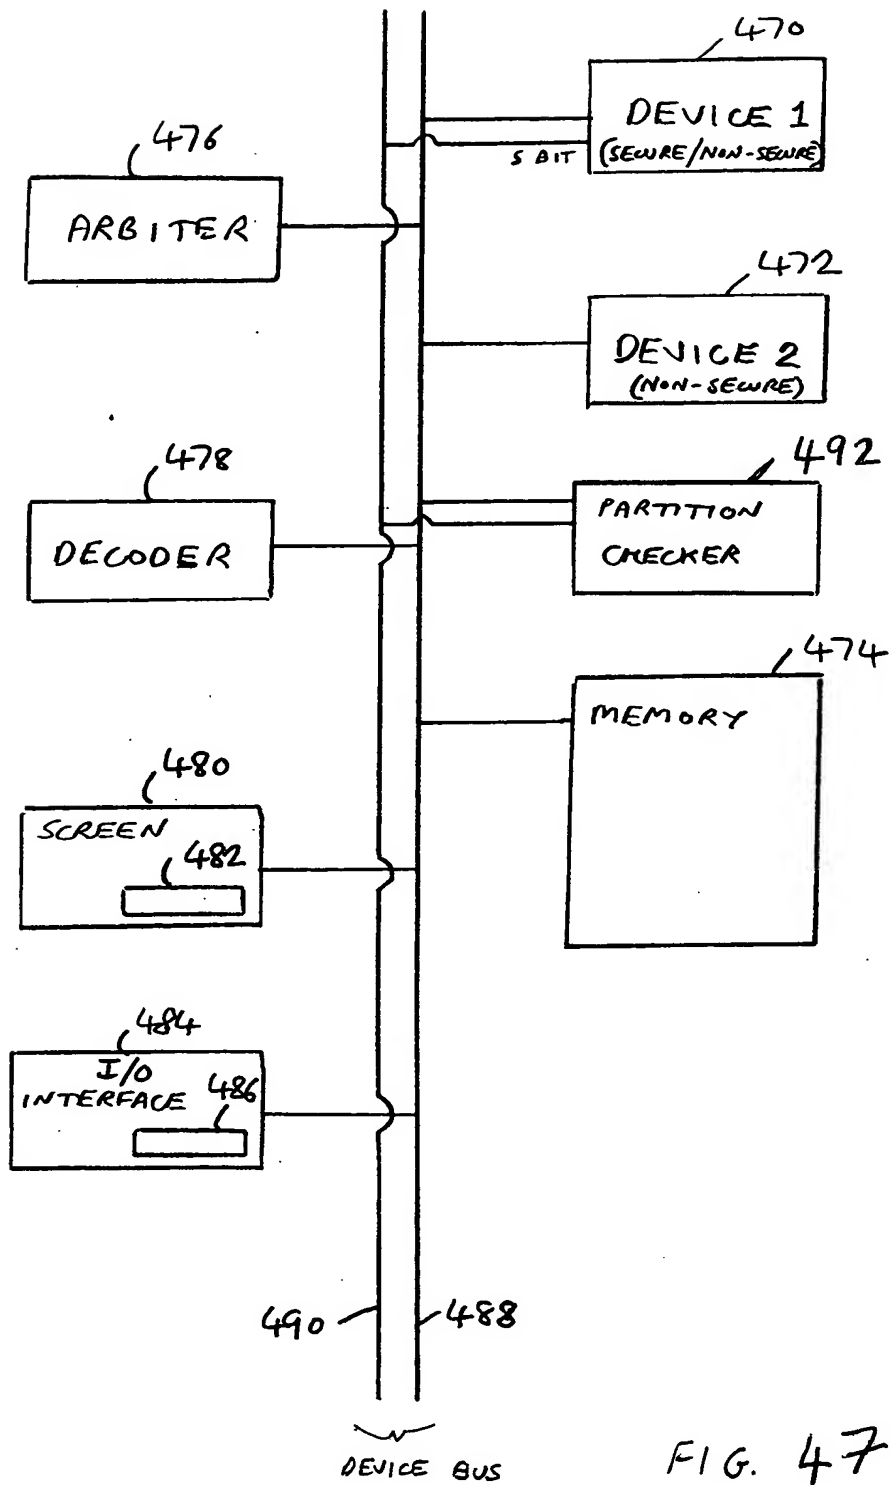 470
DEVICE 1
(SECURE/NON-SECURE)
S BIT
476
ARBITER
472
DEVICE 2
(NON-SECURE)
478
DECODER
492
PARTITION
CHECKER
474
MEMORY
480
SCREEN
482
484
I/O
INTERFACE
486
490
488
DEVICE BUS
FIG. 47